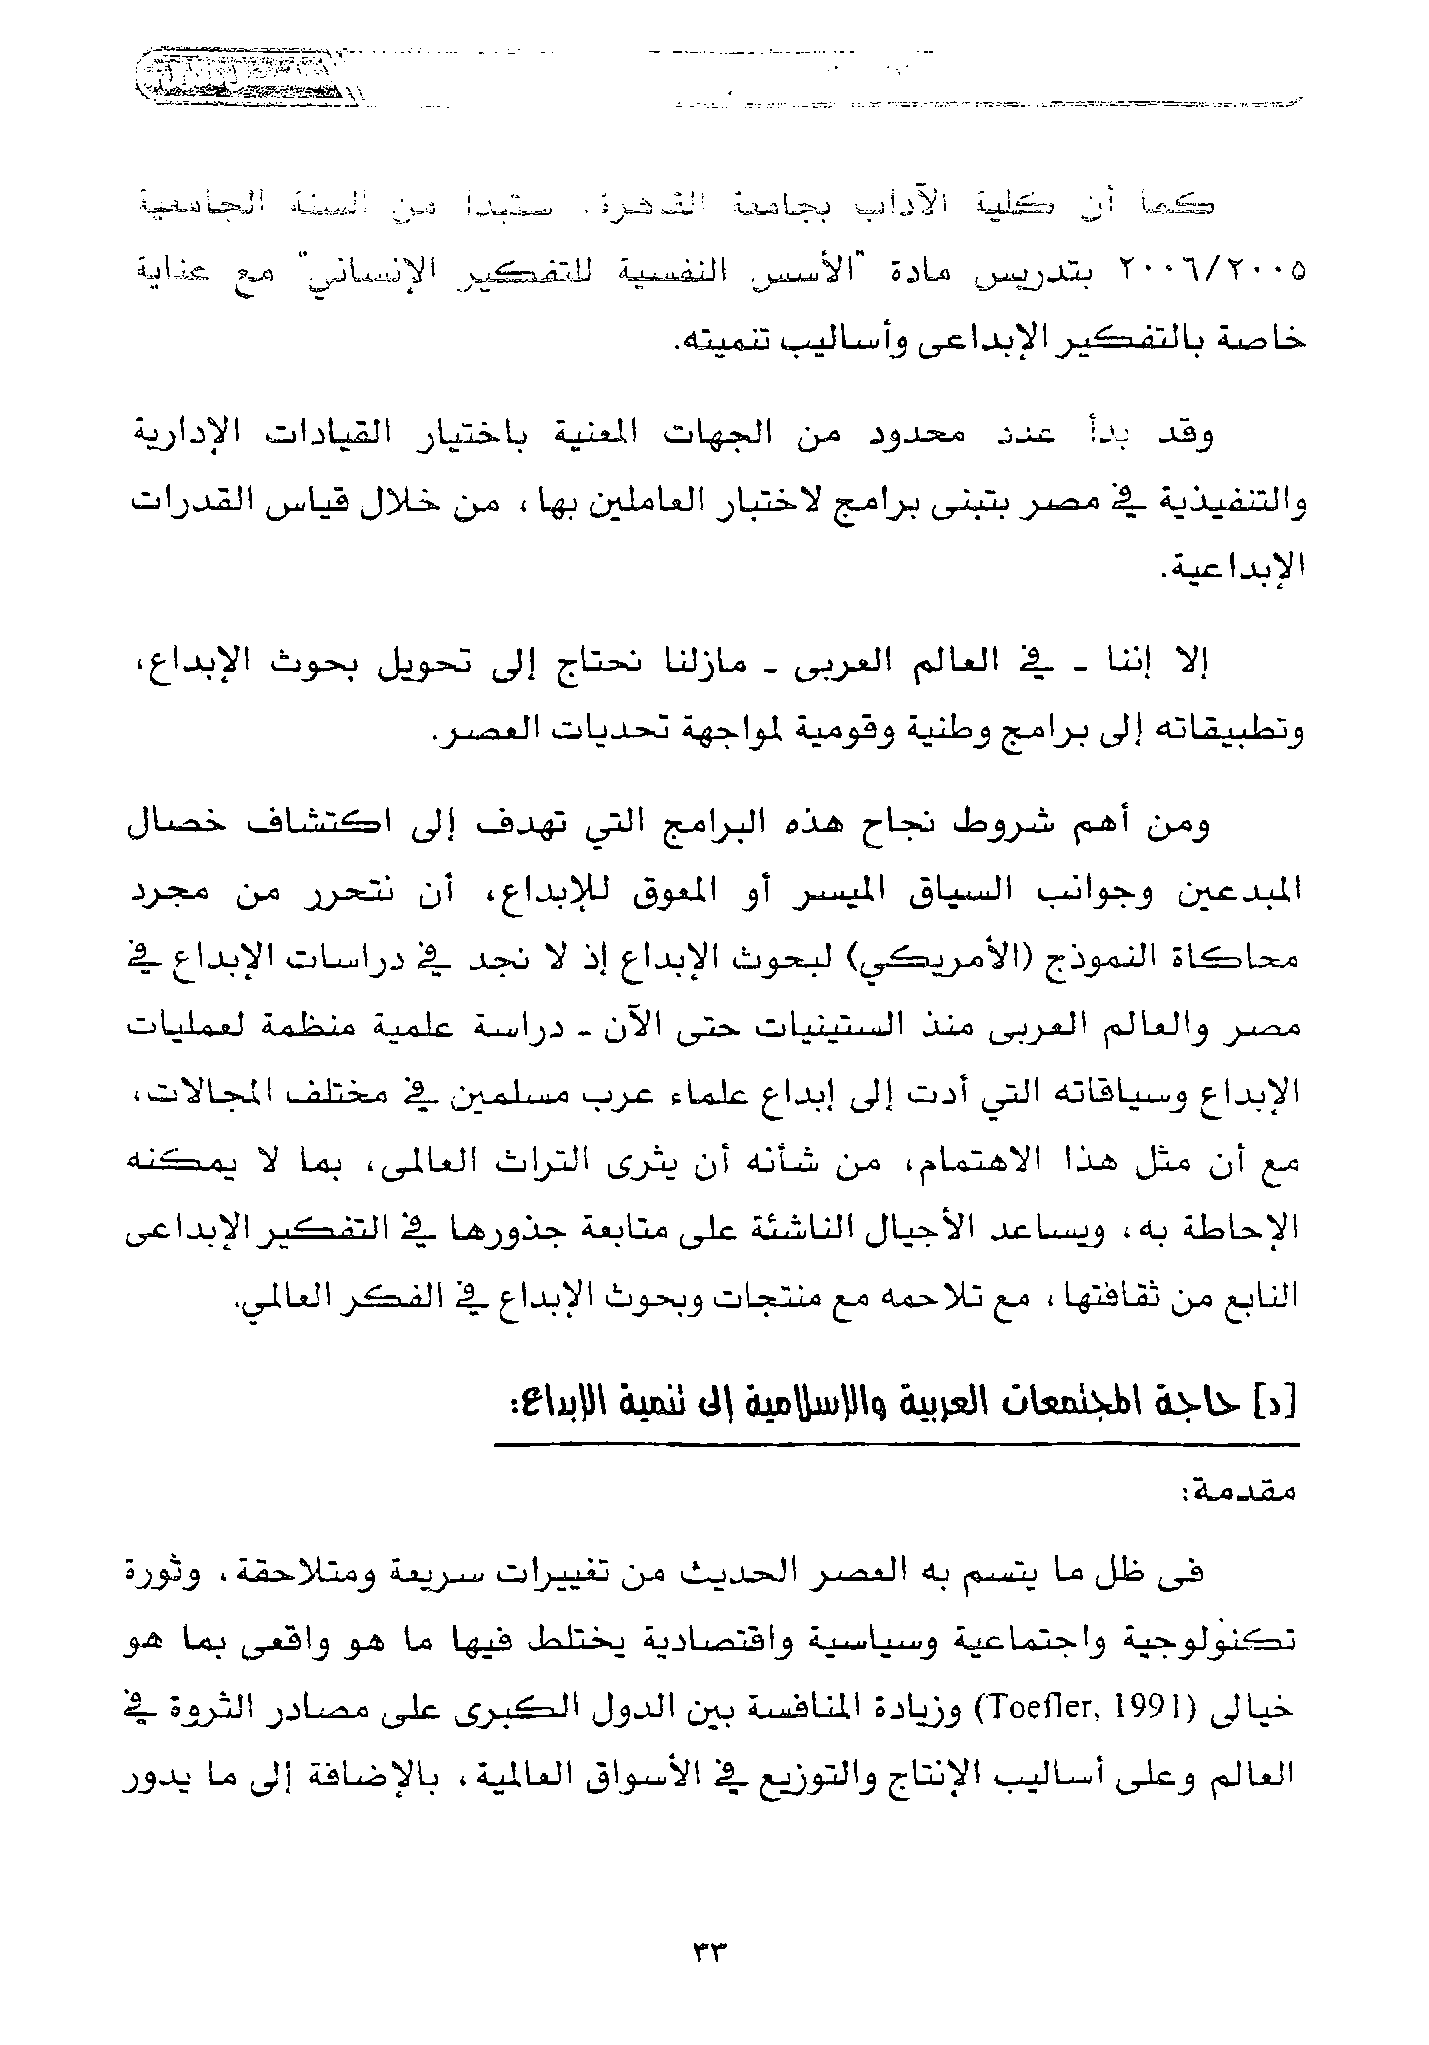 كما أن كلية الآداب بجامعة القاهرة، ستبدأ من السنة الجامعية
٢٠٠٦/٢٠٠٥ بتدريس مادة "الأسس النفسية للتفكير الإنساني" مع عناية
خاصة بالتفكير الإبداعى وأساليب تنميته.
وقد بدأ عدد محدود من الجهات المعنية باختيار القيادات الإدارية
والتنفيذية في مصر بتبنى برامج لاختبار العاملين بها، من خلال قياس القدرات
الإبداعية.
إلا إننا - في العالم العربى - مازلنا نحتاج إلى تحويل بحوث الإبداع،
وتطبيقاته إلى برامج وطنية وقومية لمواجهة تحديات العصر.
ومن أهم شروط نجاح هذه البرامج التي تهدف إلى اكتشاف خصال
المبدعين وجوانب السياق الميسر أو المعوق للإبداع، أن نتحرر من مجرد
محاكاة النموذج (الأمريكي) لبحوث الإبداع إذ لا نجد في دراسات الإبداع في
مصر والعالم العربى منذ الستينيات حتى الآن - دراسة علمية منظمة لعمليات
الإبداع وسياقاته التي أدت إلى إبداع علماء عرب مسلمين في مختلف المجالات،
مع أن مثل هذا الاهتمام، من شأنه أن يثرى التراث العالمى، بما لا يمكنه
الإحاطة به، ويساعد الأجيال الناشئة على متابعة جذورها في التفكير الإبداعى
النابع من ثقافتها، مع تلاحمه مع منتجات وبحوث الإبداع في الفكر العالمي.
[د] حاجة المجتمعات العربية والإسلامية إلى تنمية الإبداع:
مقدمة:
فى ظل ما يتسم به العصر الحديث من تغييرات سريعة ومتلاحقة، وثورة
تكنولوجية واجتماعية وسياسية واقتصادية يختلط فيها ما هو واقعى بما هو
خيالى (Toefler, 1991) وزيادة المنافسة بين الدول الكبرى على مصادر الثروة في
العالم وعلى أساليب الإنتاج والتوزيع في الأسواق العالمية، بالإضافة إلى ما يدور
٣٣